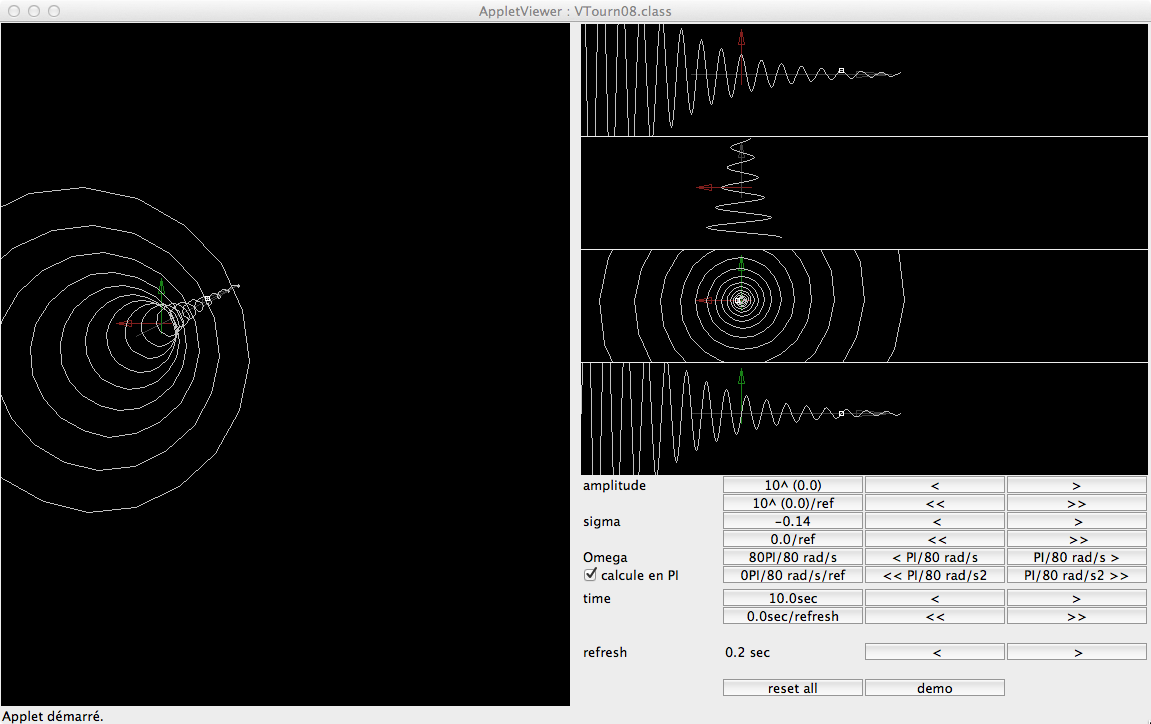 AppletViewer : VTourn08.class
amplitude 10^ (0.0) < >
10^ (0.0)/ref << >>
sigma -0.14 < >
0.0/ref << >>
Omega 80PI/80 rad/s < PI/80 rad/s PI/80 rad/s >
calcule en PI 0PI/80 rad/s/ref << PI/80 rad/s2 PI/80 rad/s2 >>
time 10.0sec < >
0.0sec/refresh << >>
refresh 0.2 sec < >
reset all demo
Applet démarré.